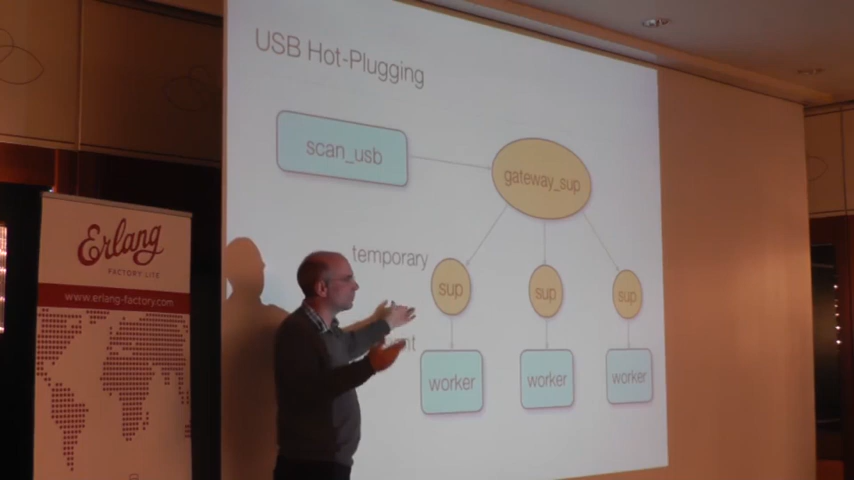 USB Hot-Plugging
scan_usb
gateway_sup
temporary
sup
sup
sup
worker
worker
worker
Erlang
FACTORY LITE
www.erlang-factory.com